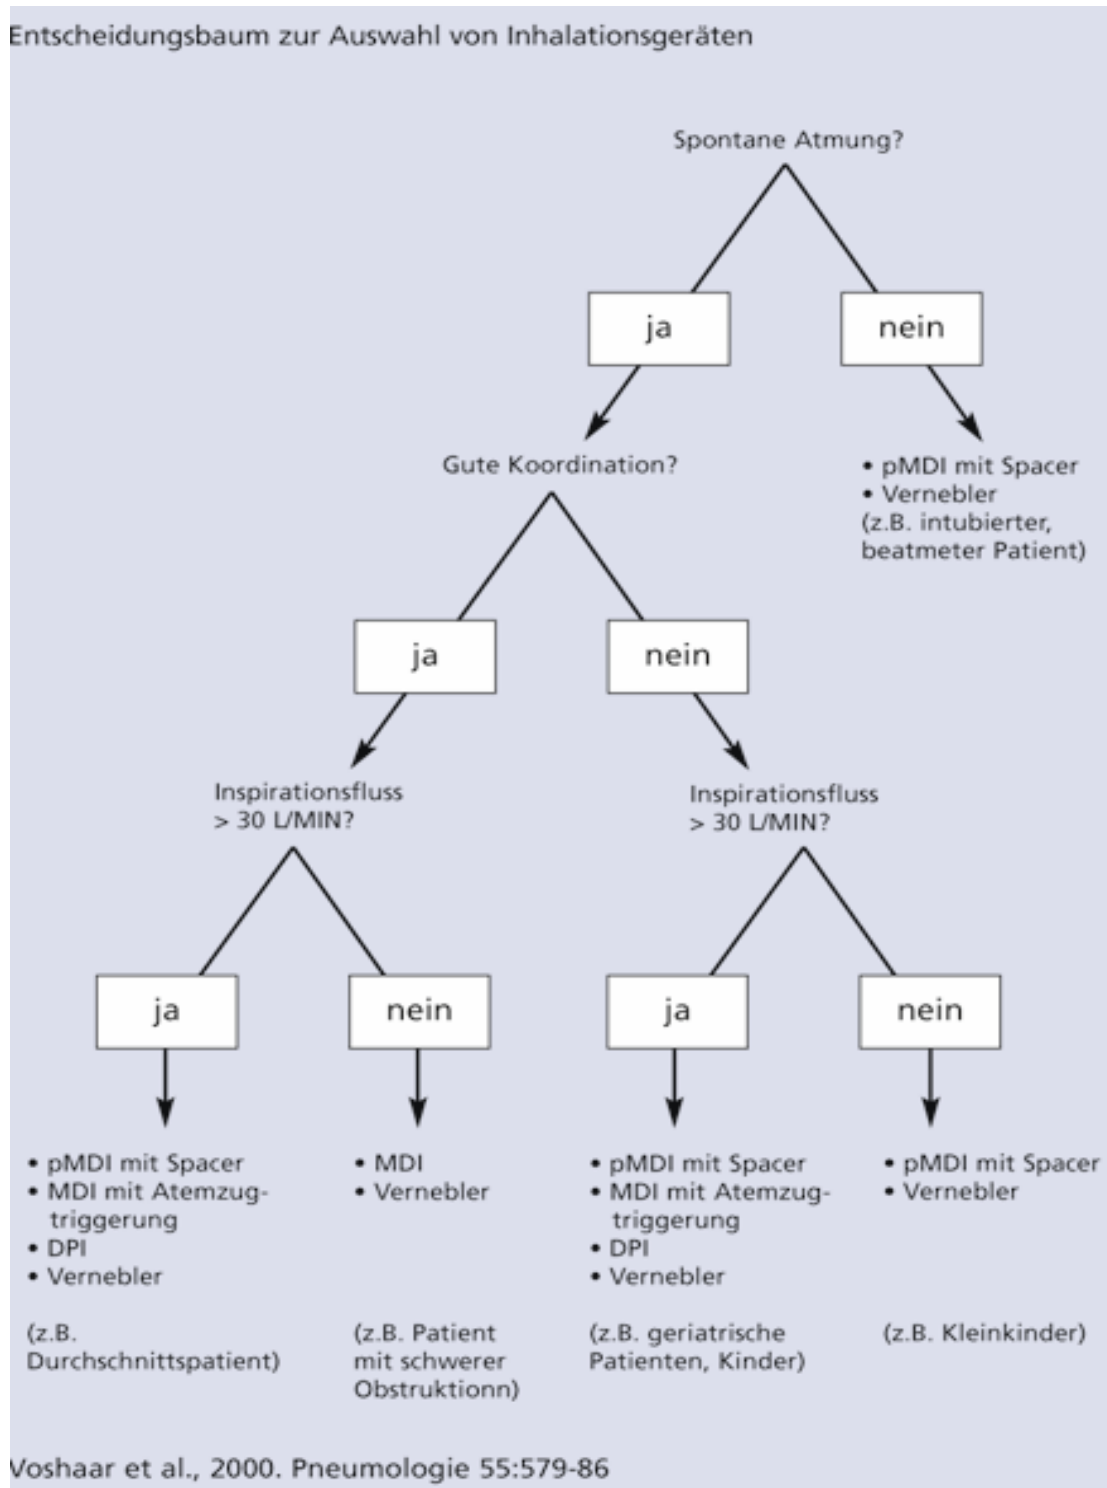 Entscheidungsbaum zur Auswahl von Inhalationsgeräten
Spontane Atmung?
ja
nein
Gute Koordination?
• pMDI mit Spacer
• Vernebler
(z.B. intubierter,
beatmeter Patient)
ja
nein
Inspirationsfluss
> 30 L/MIN?
Inspirationsfluss
> 30 L/MIN?
ja
nein
ja
nein
• pMDI mit Spacer
• MDI mit Atemzug-
triggerung
• DPI
• Vernebler
(z.B.
Durchschnittspatient)
• MDI
• Vernebler
(z.B. Patient
mit schwerer
Obstruktionn)
• pMDI mit Spacer
• MDI mit Atemzug-
triggerung
• DPI
• Vernebler
(z.B. geriatrische
Patienten, Kinder)
• pMDI mit Spacer
• Vernebler
(z.B. Kleinkinder)
Voshaar et al., 2000. Pneumologie 55:579-86